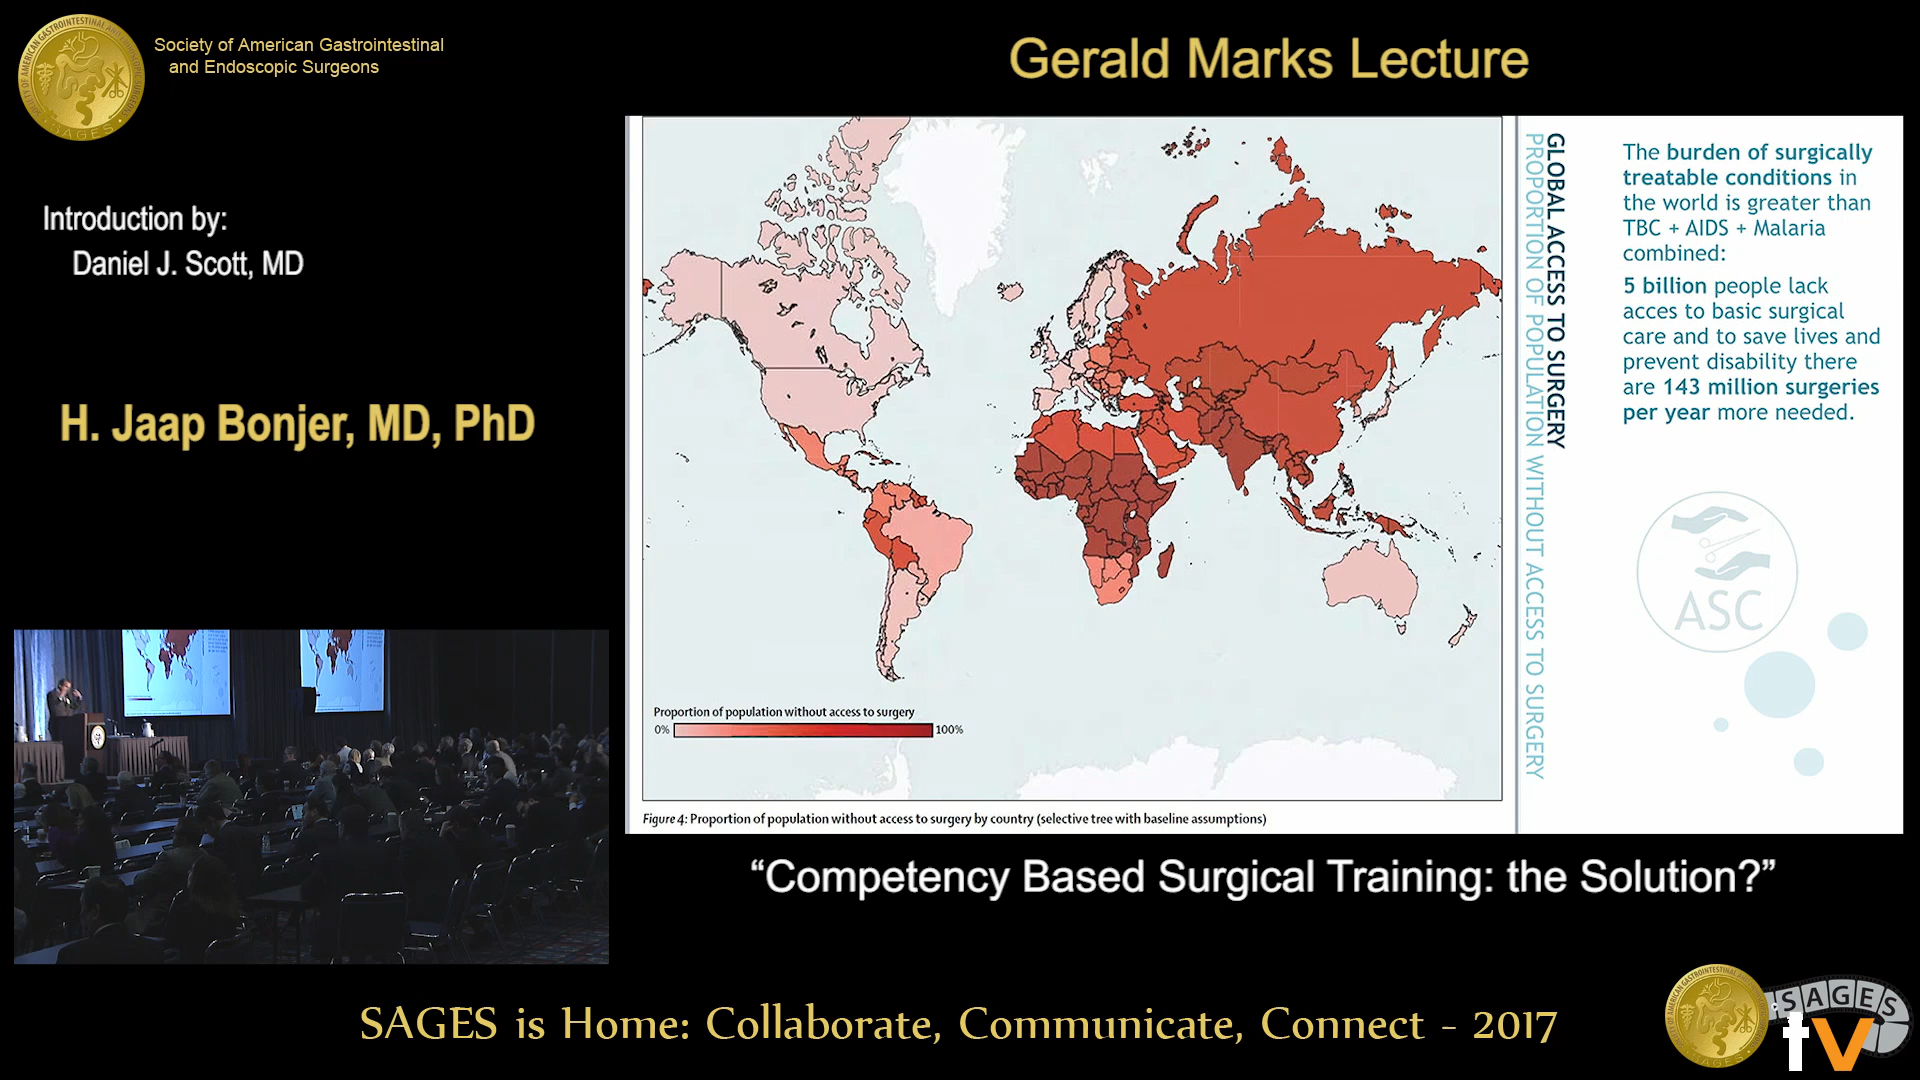 Society of American Gastrointestinal
and Endoscopic Surgeons
Gerald Marks Lecture
Introduction by:
Daniel J. Scott, MD
H. Jaap Bonjer, MD, PhD
Proportion of population without access to surgery
0%
100%
Figure 4: Proportion of population without access to surgery by country (selective tree with baseline assumptions)
GLOBAL ACCESS TO SURGERY
PROPORTION OF POPULATION WITHOUT ACCESS TO SURGERY
The burden of surgically
treatable conditions in
the world is greater than
TBC + AIDS + Malaria
combined:
5 billion people lack
acces to basic surgical
care and to save lives and
prevent disability there
are 143 million surgeries
per year more needed.
ASC
“Competency Based Surgical Training: the Solution?”
SAGES is Home: Collaborate, Communicate, Connect - 2017
SAGES
SAGES
tv